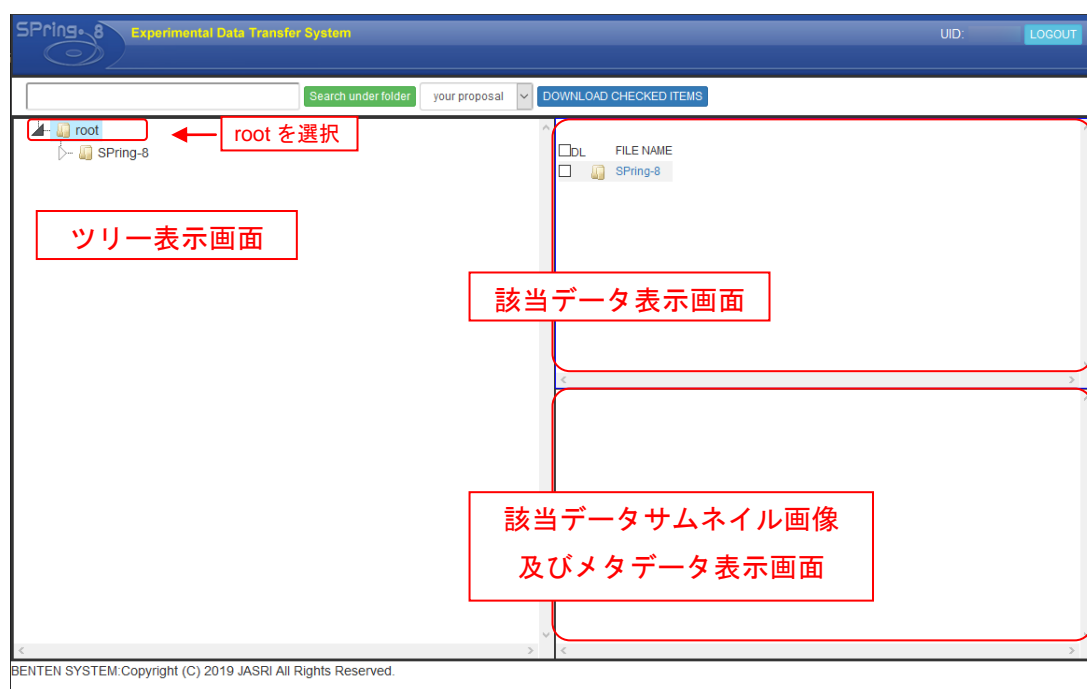 SPring-8
Experimental Data Transfer System
UID:
LOGOUT
Search under folder
your proposal
DOWNLOAD CHECKED ITEMS
root
root を選択
SPring-8
DL FILE NAME
SPring-8
ツリー表示画面
該当データ表示画面
該当データサムネイル画像
及びメタデータ表示画面
BENTEN SYSTEM:Copyright (C) 2019 JASRI All Rights Reserved.